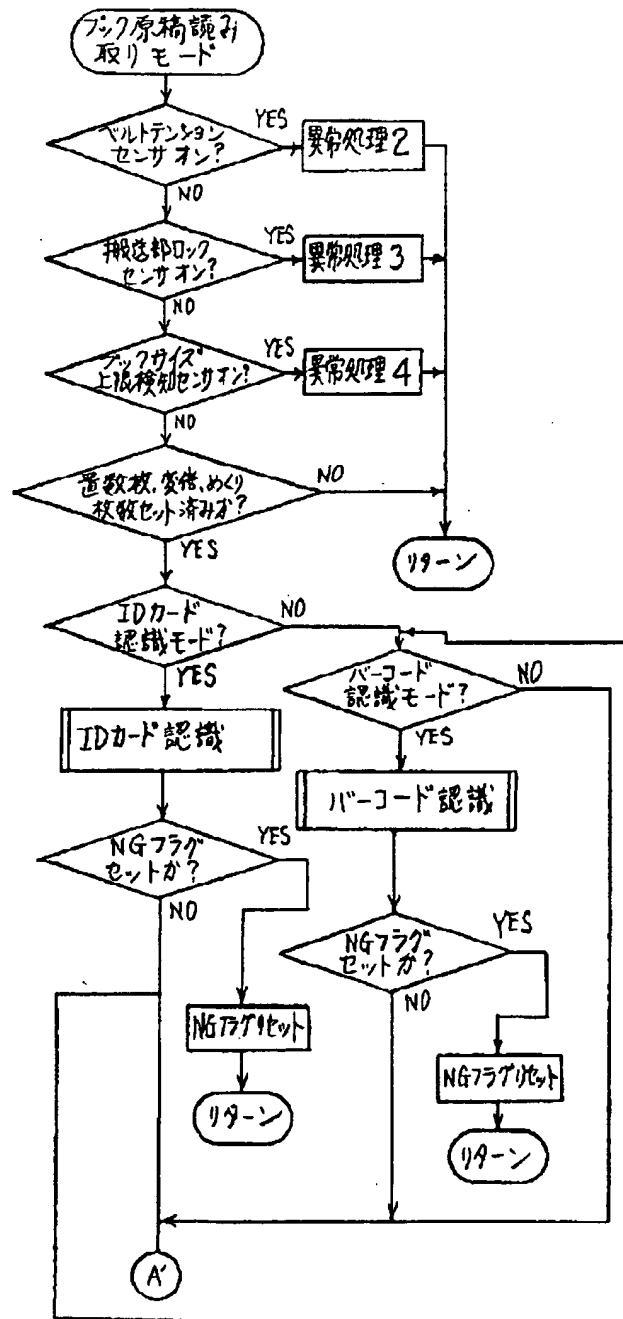 ブック原稿読み
取りモード
ベルトテンション
センサオン?
YES
異常処理2
NO
搬送部ロック
センサオン?
YES
異常処理3
NO
ブックサイズ
上限検知センサオン?
YES
異常処理4
NO
置数枚,変倍,めくり
枚数セット済みか?
NO
YES
リターン
IDカード
認識モード?
NO
YES
バーコード
認識モード?
NO
YES
IDカード認識
バーコード認識
NGフラグ
セットか?
YES
NO
NGフラグ
セットか?
YES
NO
NGフラグリセット
リターン
NGフラグリセット
リターン
A'